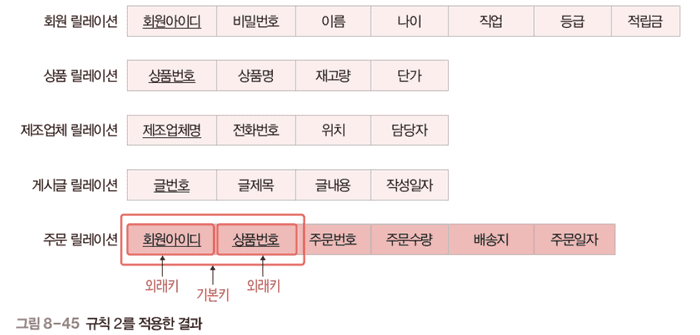 회원 릴레이션 회원아이디 비밀번호 이름 나이 직업 등급 적립금
상품 릴레이션 상품번호 상품명 재고량 단가
제조업체 릴레이션 제조업체명 전화번호 위치 담당자
게시글 릴레이션 글번호 글제목 글내용 작성일자
주문 릴레이션 회원아이디 상품번호 주문번호 주문수량 배송지 주문일자
외래키 기본키 외래키
그림 8-45 규칙 2를 적용한 결과